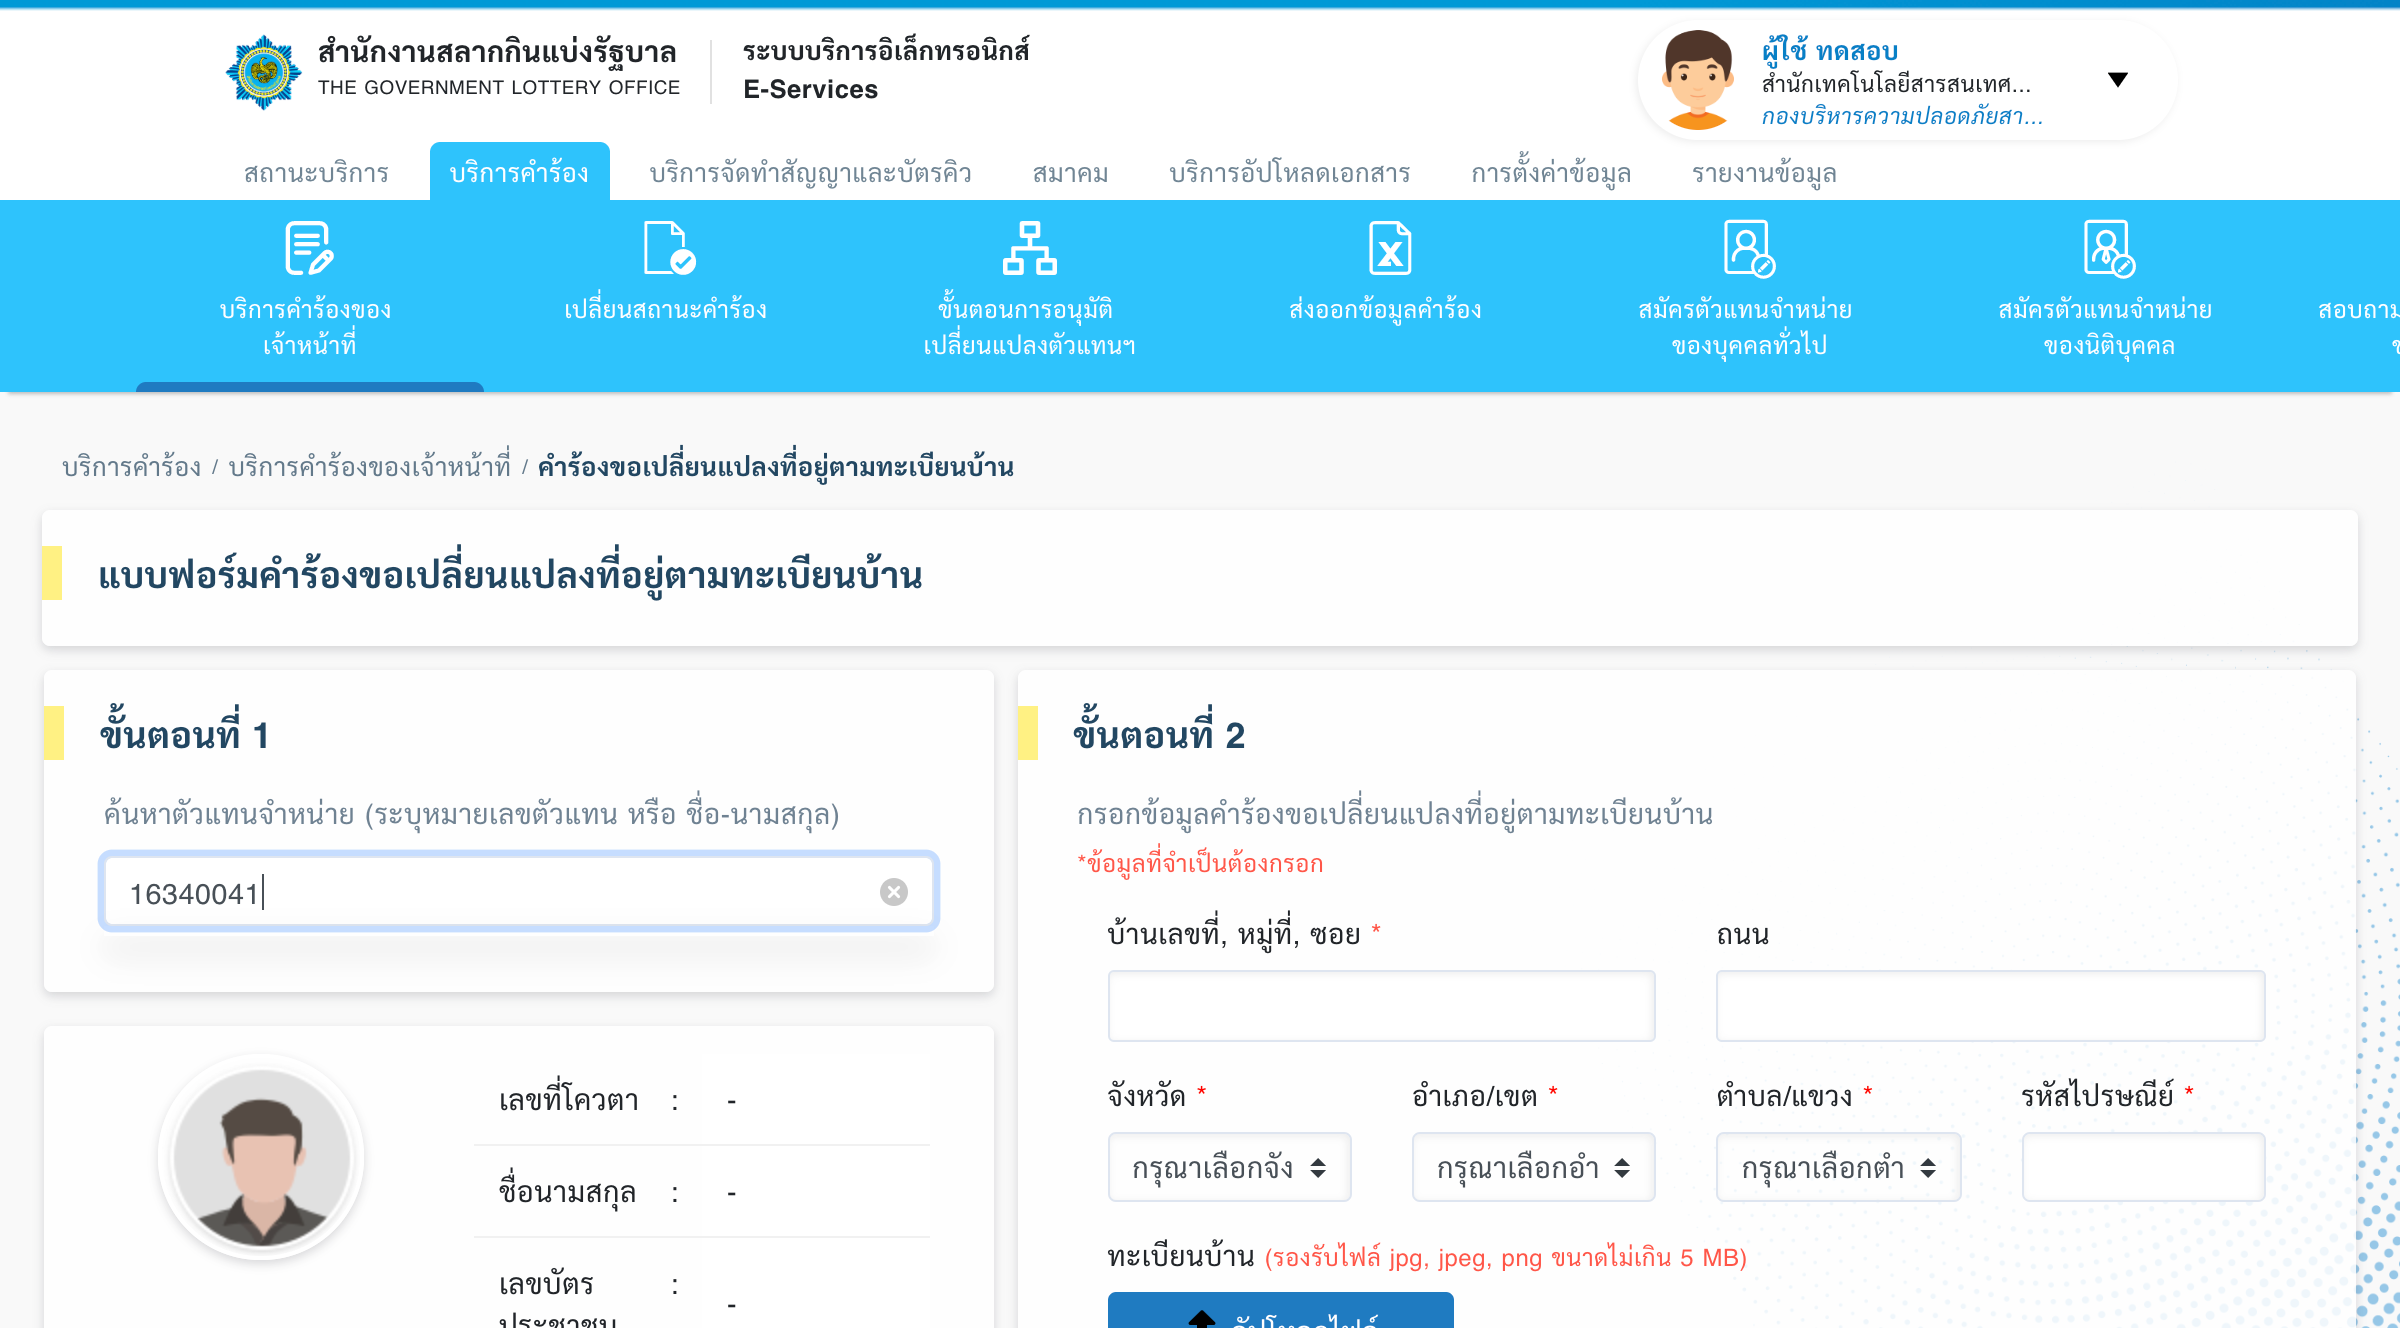 สำนักงานสลากกินแบ่งรัฐบาล
THE GOVERNMENT LOTTERY OFFICE
ระบบบริการอิเล็กทรอนิกส์
E-Services
ผู้ใช้ ทดสอบ
สำนักเทคโนโลยีสารสนเทศ...
กองบริหารความปลอดภัยสา...
สถานะบริการ
บริการคำร้อง
บริการจัดทำสัญญาและบัตรคิว
สมาคม
บริการอัปโหลดเอกสาร
การตั้งค่าข้อมูล
รายงานข้อมูล
บริการคำร้องของ
เจ้าหน้าที่
เปลี่ยนสถานะคำร้อง
ขั้นตอนการอนุมัติ
เปลี่ยนแปลงตัวแทนฯ
ส่งออกข้อมูลคำร้อง
สมัครตัวแทนจำหน่าย
ของบุคคลทั่วไป
สมัครตัวแทนจำหน่าย
ของนิติบุคคล
บริการคำร้อง / บริการคำร้องของเจ้าหน้าที่ / คำร้องขอเปลี่ยนแปลงที่อยู่ตามทะเบียนบ้าน
แบบฟอร์มคำร้องขอเปลี่ยนแปลงที่อยู่ตามทะเบียนบ้าน
ขั้นตอนที่ 1
ค้นหาตัวแทนจำหน่าย (ระบุหมายเลขตัวแทน หรือ ชื่อ-นามสกุล)
16340041
เลขที่โควตา : -
ชื่อนามสกุล : -
เลขบัตร : -
ประชาชน
ขั้นตอนที่ 2
กรอกข้อมูลคำร้องขอเปลี่ยนแปลงที่อยู่ตามทะเบียนบ้าน
*ข้อมูลที่จำเป็นต้องกรอก
บ้านเลขที่, หมู่ที่, ซอย *
ถนน
จังหวัด *
อำเภอ/เขต *
ตำบล/แขวง *
รหัสไปรษณีย์ *
กรุณาเลือกจัง
กรุณาเลือกอำ
กรุณาเลือกตำ
ทะเบียนบ้าน (รองรับไฟล์ jpg, jpeg, png ขนาดไม่เกิน 5 MB)
อัปโหลดไฟล์